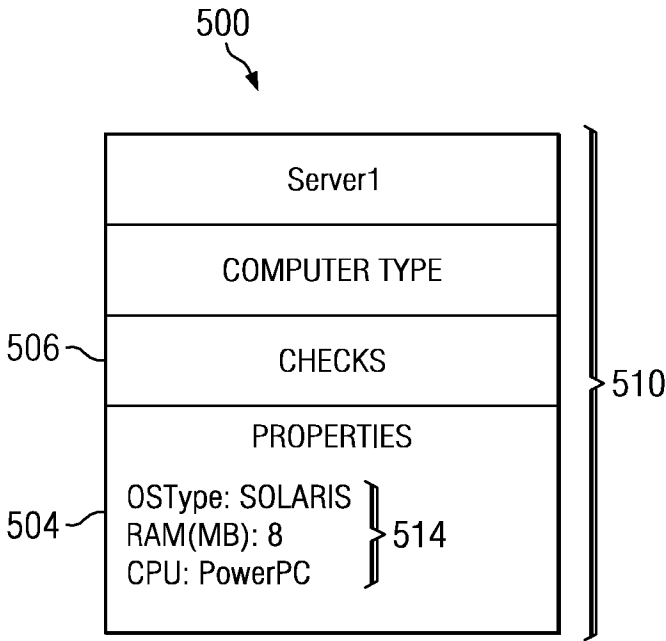 500
Server1
COMPUTER TYPE
506
CHECKS
510
PROPERTIES
504
OSType: SOLARIS
RAM(MB): 8
CPU: PowerPC
514